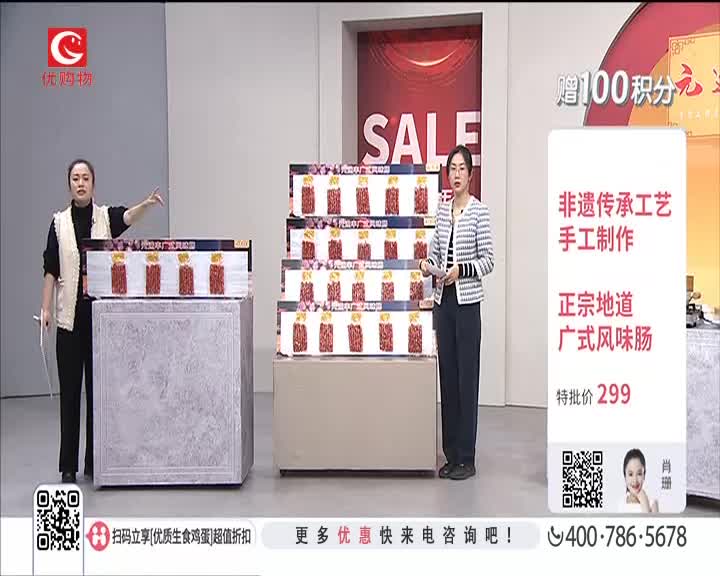 优购物
SALE
赠100积分
元
非遗传承工艺
手工制作
正宗地道
广式风味肠
特批价 299
肖珊
扫码立享[优质生食鸡蛋]超值折扣
更多优惠快来电咨询吧！
400-786-5678